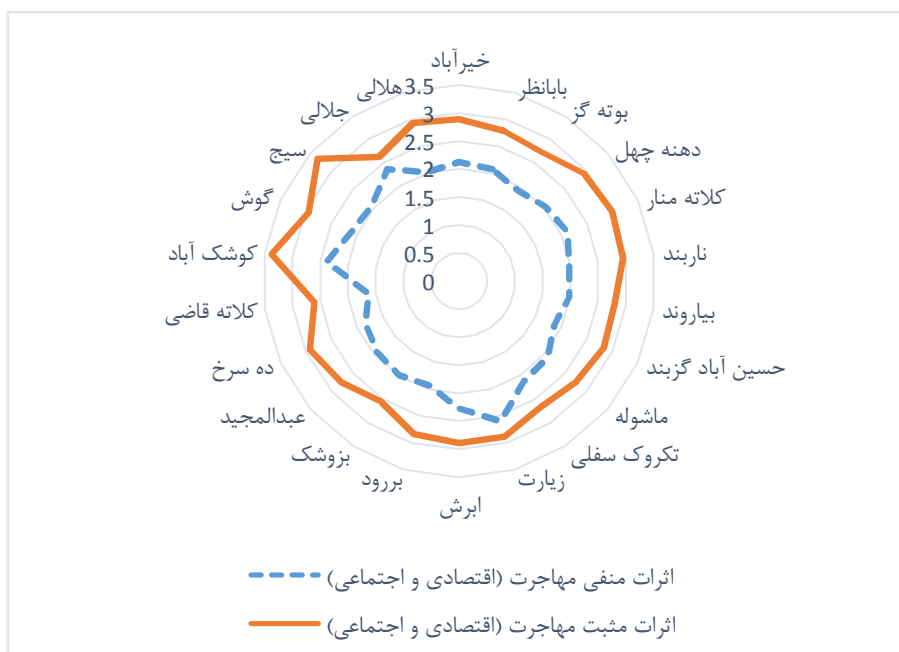 خیرآباد
بابانظر
بوته گز
دهنه چهل
کلاته منار
ناربند
بیاروند
حسین آباد گزبند
ماشوله
تکروک سفلی
زیارت
ابرش
بررود
بزوشک
عبدالمجید
ده سرخ
کلاته قاضی
کوشک آباد
گوش
سیج
جلالی
هلالی
3.5
3
2.5
2
1.5
1
0.5
0
اثرات منفی مهاجرت (اقتصادی و اجتماعی)
اثرات مثبت مهاجرت (اقتصادی و اجتماعی)